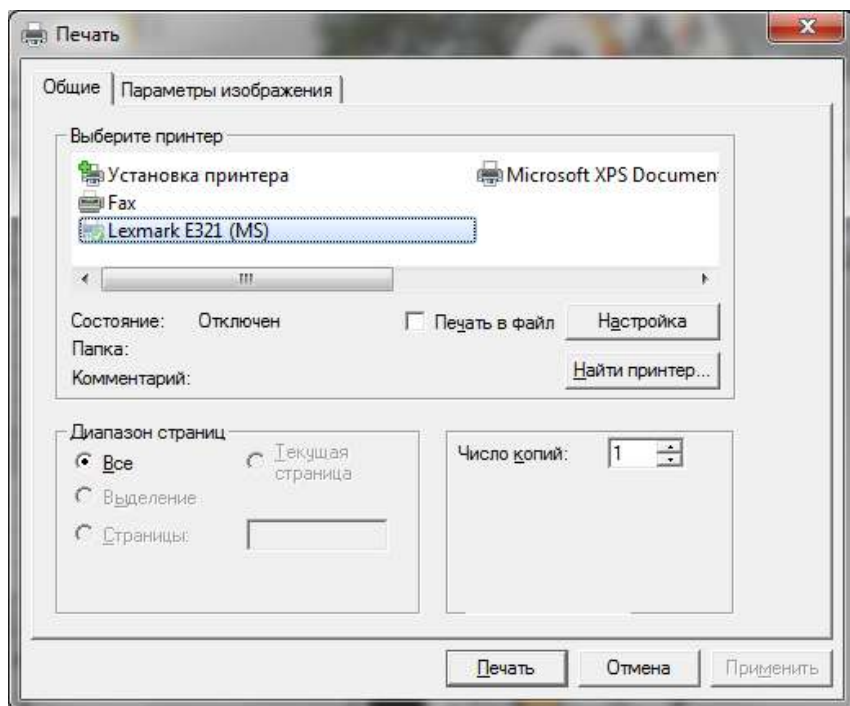 Печать
Общие
Параметры изображения
Выберите принтер
Установка принтера
Microsoft XPS Documen
Fax
Lexmark E321 (MS)
Состояние: Отключен
Печать в файл
Настройка
Папка:
Комментарий:
Найти принтер...
Диапазон страниц
Все
Текущая
страница
Выделение
Страницы:
Число копий: 1
Печать
Отмена
Применить